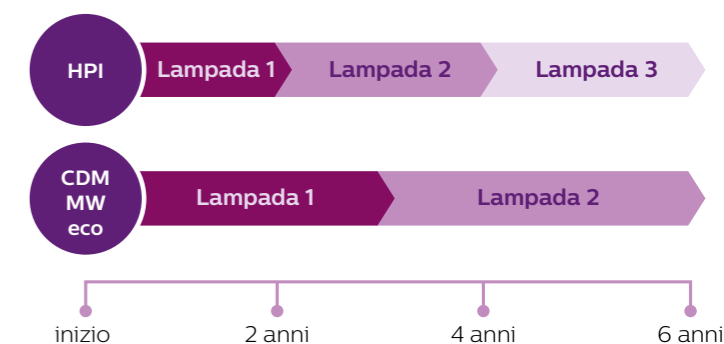 HPI
Lampada 1
Lampada 2
Lampada 3
CDM
MW
eco
Lampada 1
Lampada 2
inizio
2 anni
4 anni
6 anni